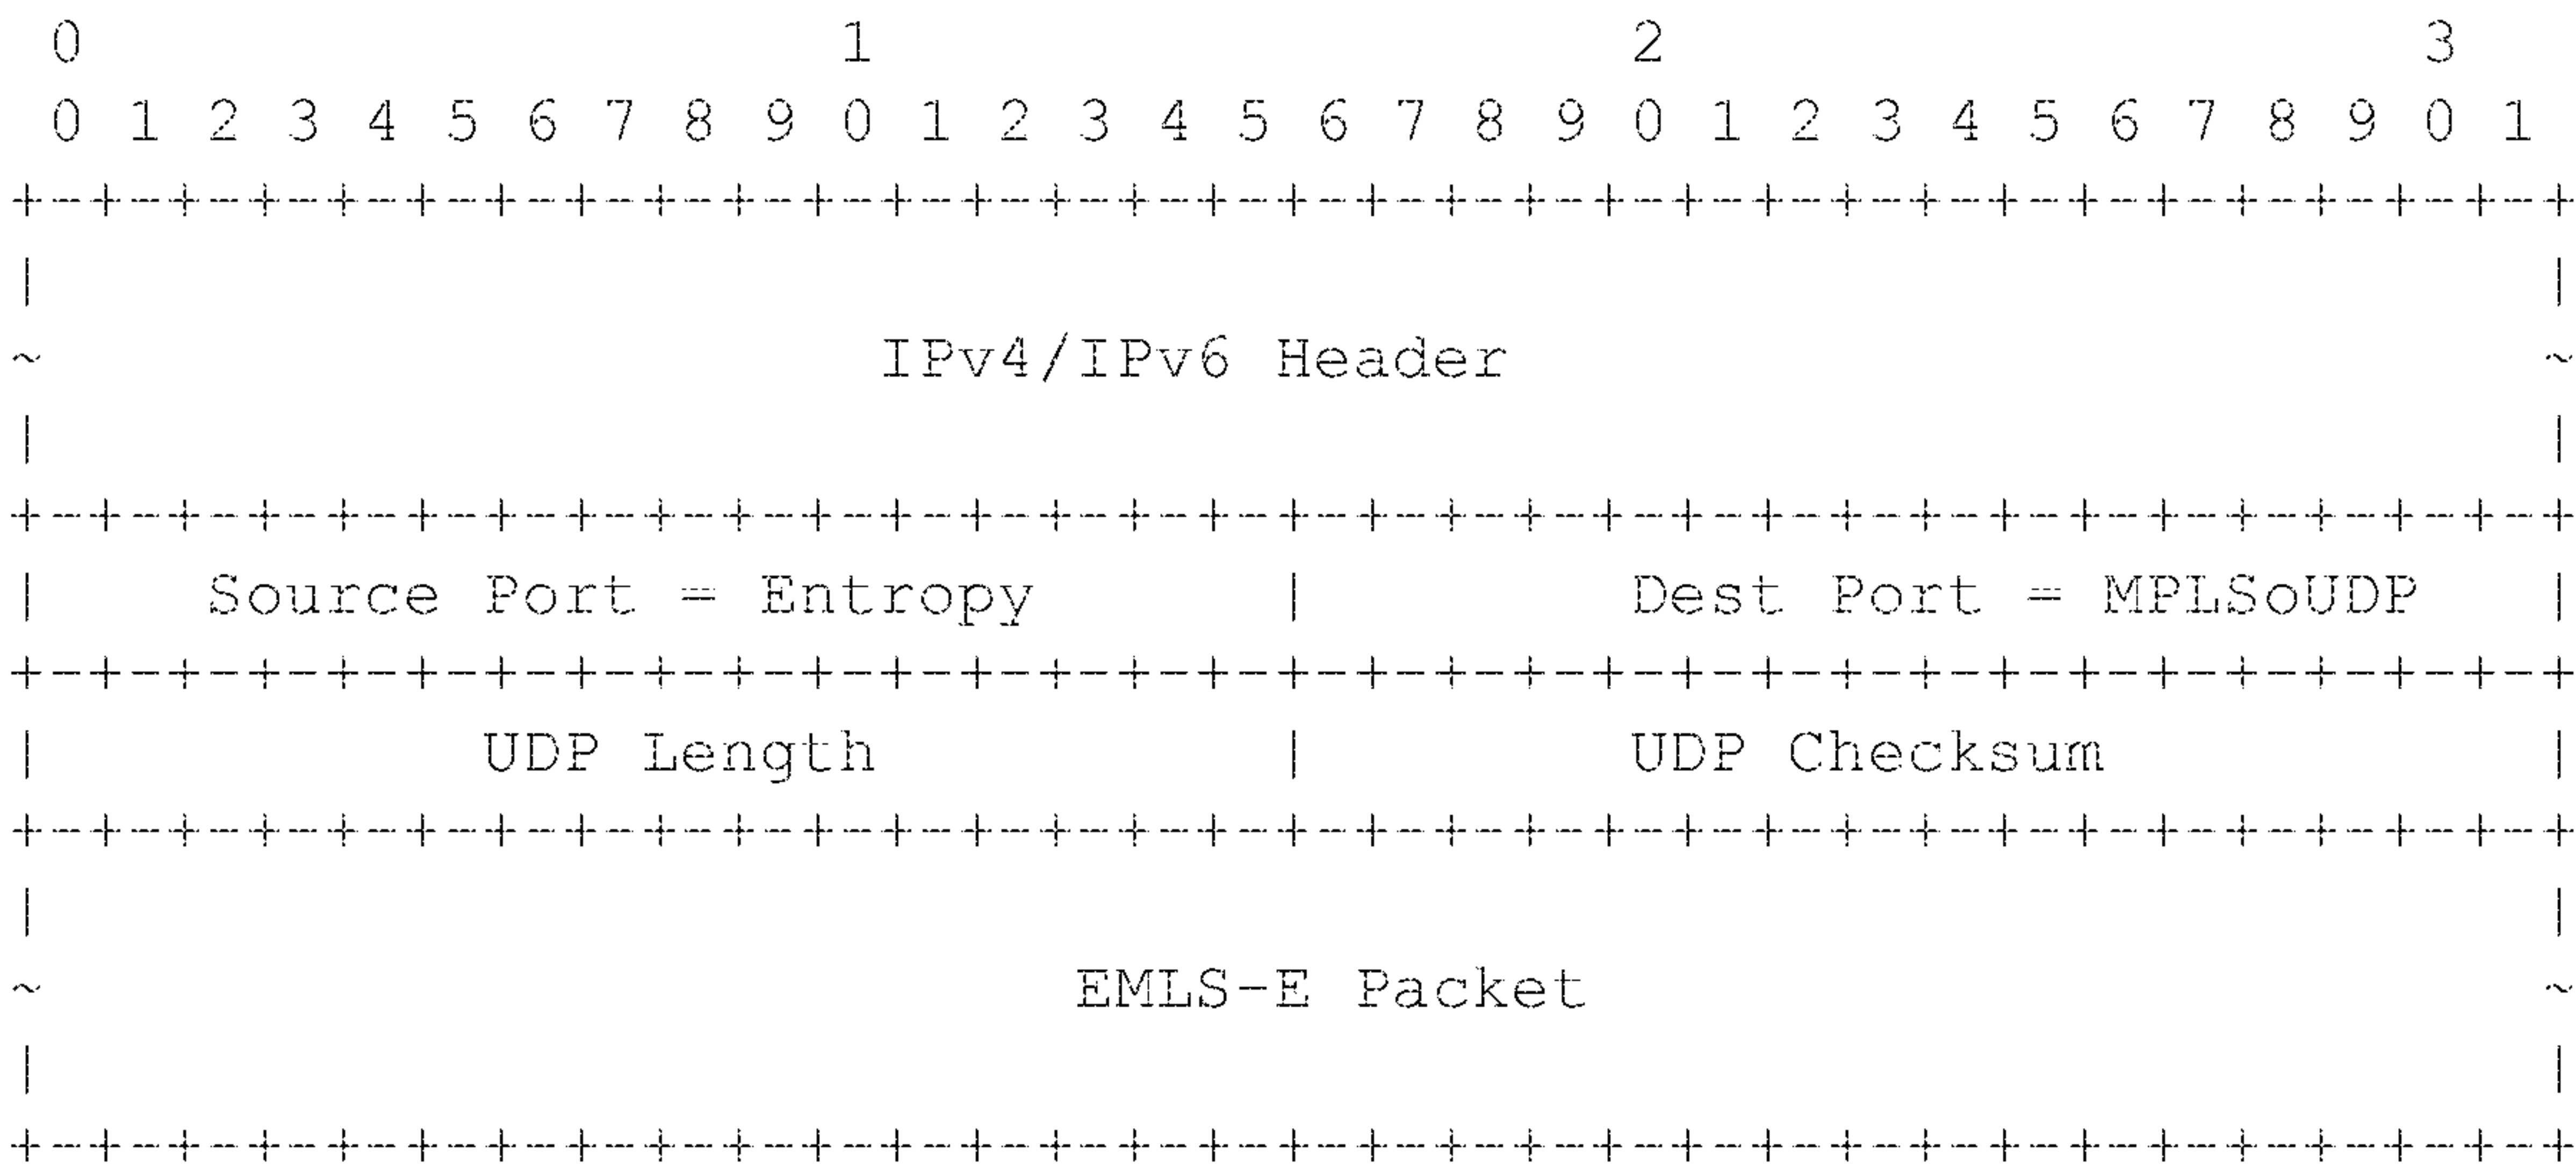 0 1 2 3
0 1 2 3 4 5 6 7 8 9 0 1 2 3 4 5 6 7 8 9 0 1 2 3 4 5 6 7 8 9 0 1
+-+-+-+-+-+-+-+-+-+-+-+-+-+-+-+-+-+-+-+-+-+-+-+-+-+-+-+-+-+-+-+-+
| |
~ IPv4/IPv6 Header ~
| |
+-+-+-+-+-+-+-+-+-+-+-+-+-+-+-+-+-+-+-+-+-+-+-+-+-+-+-+-+-+-+-+-+
| Source Port = Entropy | Dest Port = MPLSoUDP |
+-+-+-+-+-+-+-+-+-+-+-+-+-+-+-+-+-+-+-+-+-+-+-+-+-+-+-+-+-+-+-+-+
| UDP Length | UDP Checksum |
+-+-+-+-+-+-+-+-+-+-+-+-+-+-+-+-+-+-+-+-+-+-+-+-+-+-+-+-+-+-+-+-+
| |
~ EMLS-E Packet ~
| |
+-+-+-+-+-+-+-+-+-+-+-+-+-+-+-+-+-+-+-+-+-+-+-+-+-+-+-+-+-+-+-+-+